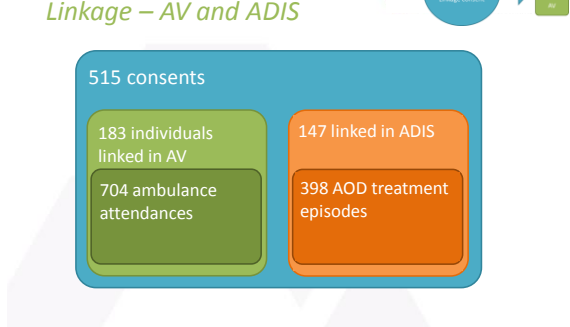 Linkage – AV and ADIS
AV
515 consents
183 individuals
linked in AV
147 linked in ADIS
704 ambulance
attendances
398 AOD treatment
episodes